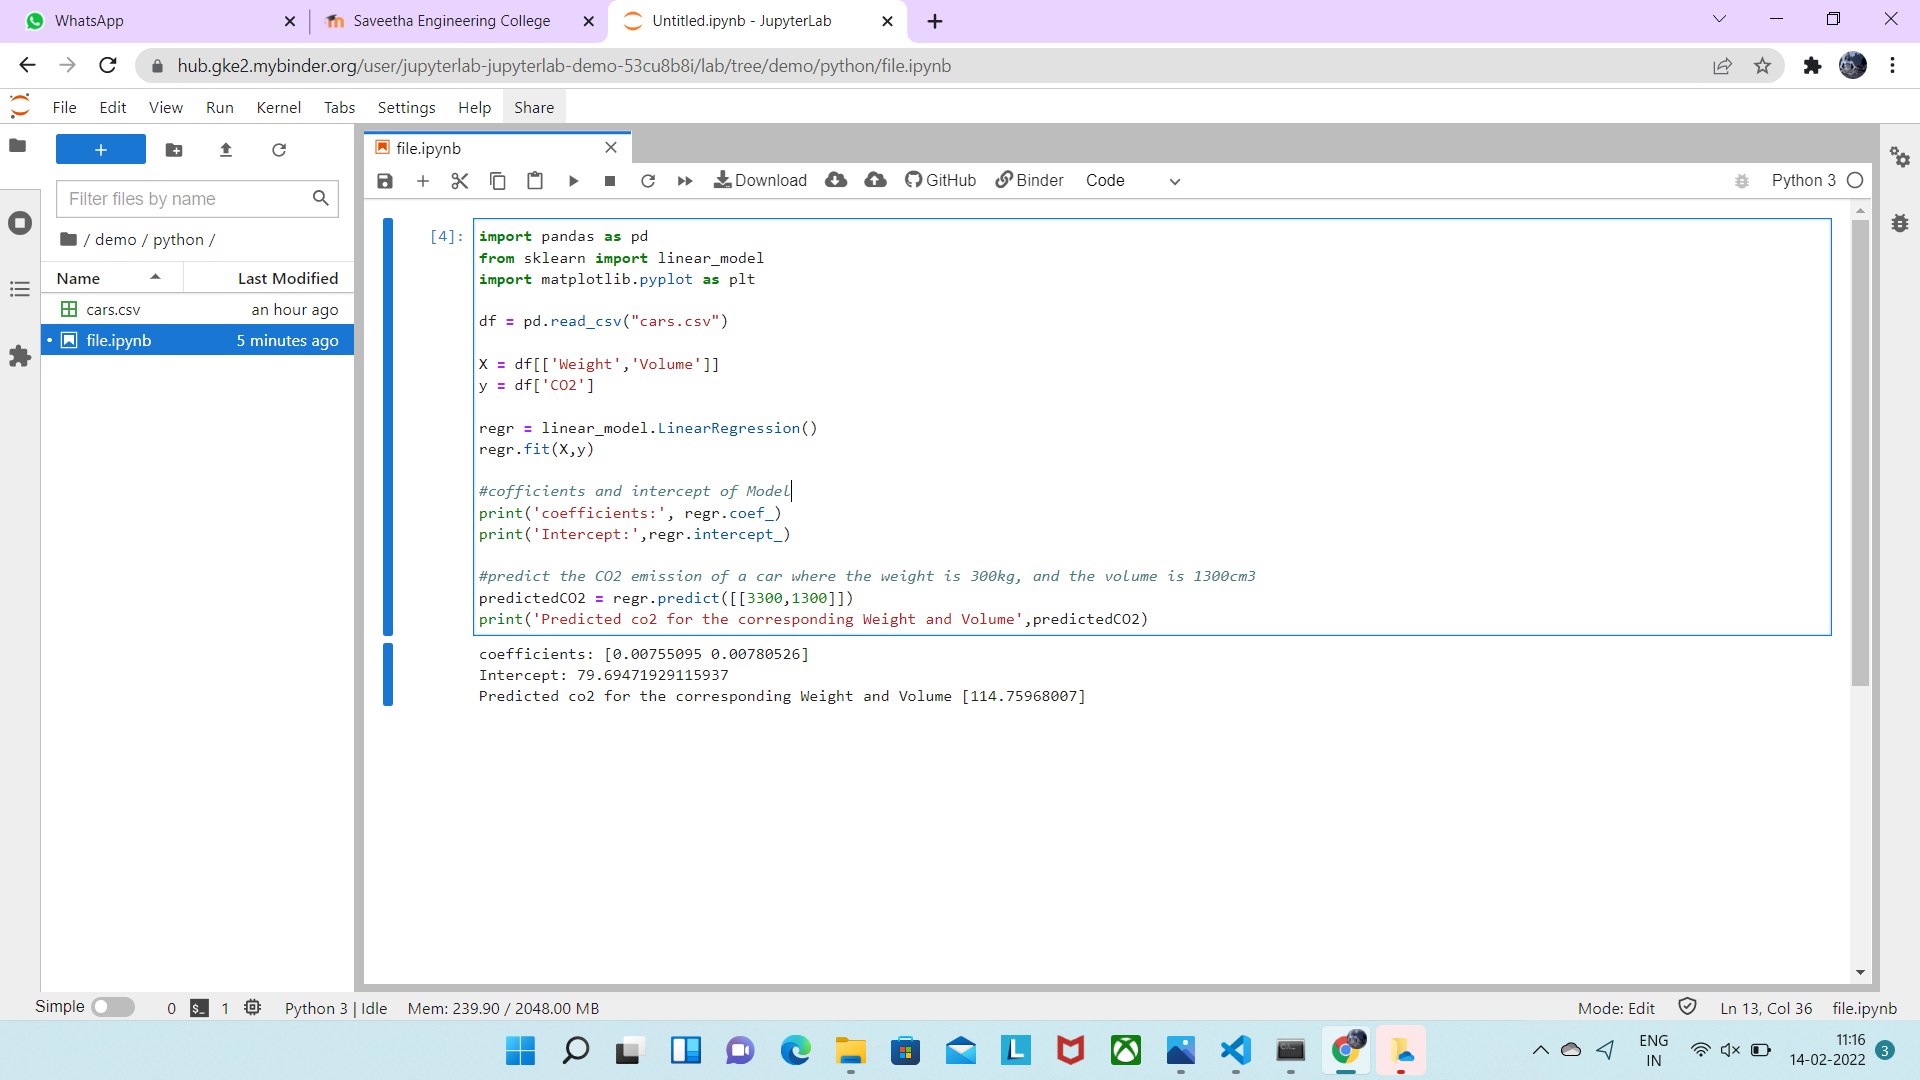 WhatsApp
Saveetha Engineering College
Untitled.ipynb - JupyterLab
hub.gke2.mybinder.org/user/jupyterlab-jupyterlab-demo-53cu8b8i/lab/tree/demo/python/file.ipynb
File Edit View Run Kernel Tabs Settings Help Share
file.ipynb
Filter files by name
Download GitHub Binder Code Python 3
/ demo / python /
Name Last Modified
cars.csv an hour ago
file.ipynb 5 minutes ago
[4]:
import pandas as pd
from sklearn import linear_model
import matplotlib.pyplot as plt
df = pd.read_csv("cars.csv")
X = df[['Weight','Volume']]
y = df['CO2']
regr = linear_model.LinearRegression()
regr.fit(X,y)
#cofficients and intercept of Model
print('coefficients:', regr.coef_)
print('Intercept:',regr.intercept_)
#predict the CO2 emission of a car where the weight is 300kg, and the volume is 1300cm3
predictedCO2 = regr.predict([[3300,1300]])
print('Predicted co2 for the corresponding Weight and Volume',predictedCO2)
coefficients: [0.00755095 0.00780526]
Intercept: 79.69471929115937
Predicted co2 for the corresponding Weight and Volume [114.75968007]
Simple 0 $_ 1 Python 3 | Idle Mem: 239.90 / 2048.00 MB Mode: Edit Ln 13, Col 36 file.ipynb
L
ENG
IN
11:16
14-02-2022
3